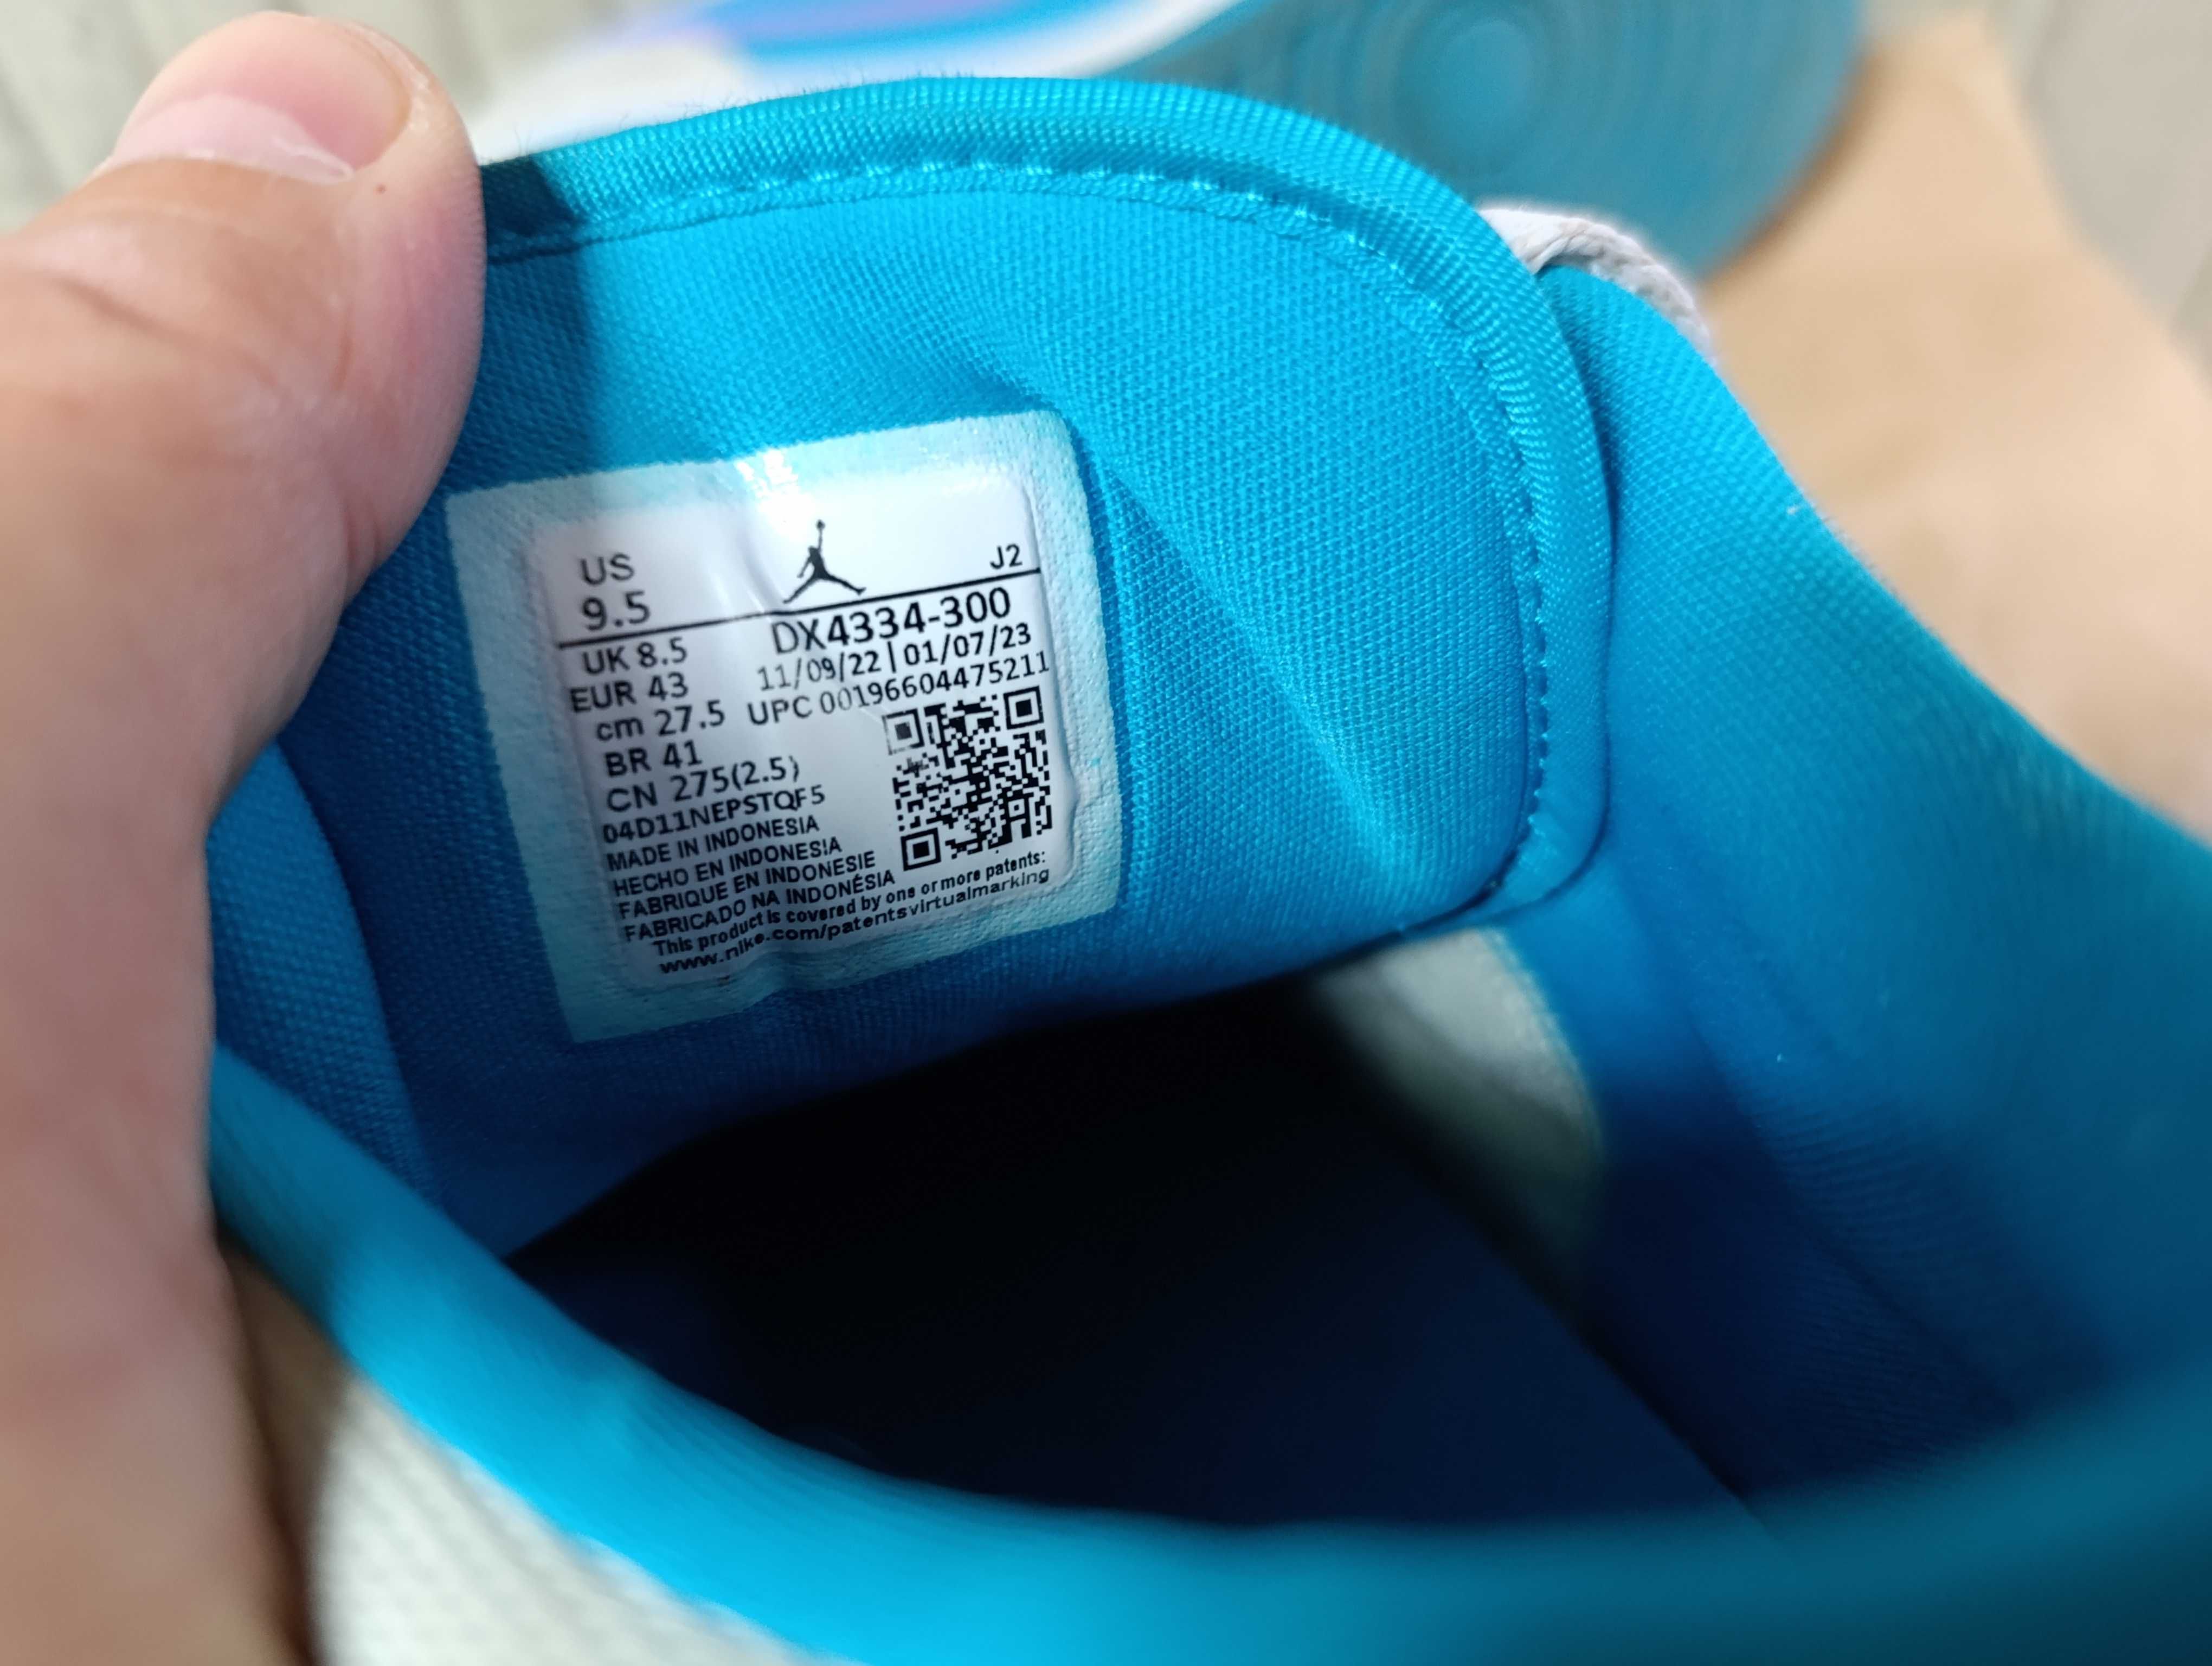 US
9.5
J2
UK 8.5
EUR 43
cm 27.5
BR 41
CN 275(2.5)
04D11NEPSTQF5
DX4334-300
11/09/22 | 01/07/23
UPC 00196604475211
MADE IN INDONESIA
HECHO EN INDONESIA
FABRIQUE EN INDONESIE
FABRICADO NA INDONÉSIA
This product is covered by one or more patents:
www.nike.com/patentsvirtualmarking